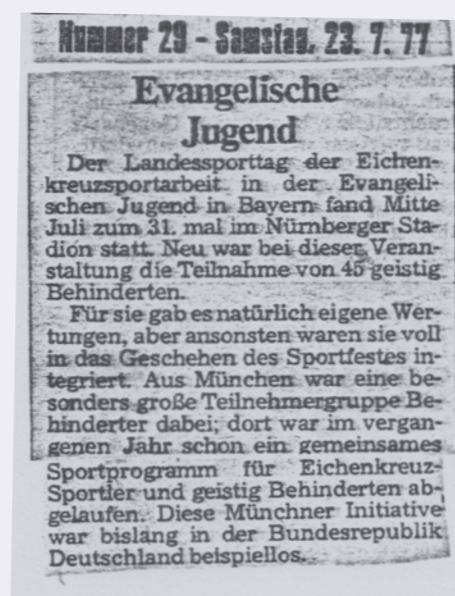 Nummer 29 - Samstag, 23. 7. 77
Evangelische
Jugend
Der Landessporttag der Eichen-
kreuzsportarbeit in der Evangeli-
schen Jugend in Bayern fand Mitte
Juli zum 31. mal im Nürnberger Sta-
dion statt. Neu war bei dieser Veran-
staltung die Teilnahme von 45 geistig
Behinderten.
Für sie gab es natürlich eigene Wer-
tungen, aber ansonsten waren sie voll
in das Geschehen des Sportfestes in-
tegriert. Aus München war eine be-
sonders große Teilnehmergruppe Be-
hinderter dabei; dort war im vergan-
genen Jahr schon ein gemeinsames
Sportprogramm für Eichenkreuz-
Sportler und geistig Behinderten ab-
gelaufen. Diese Münchner Initiative
war bislang in der Bundesrepublik
Deutschland beispiellos.